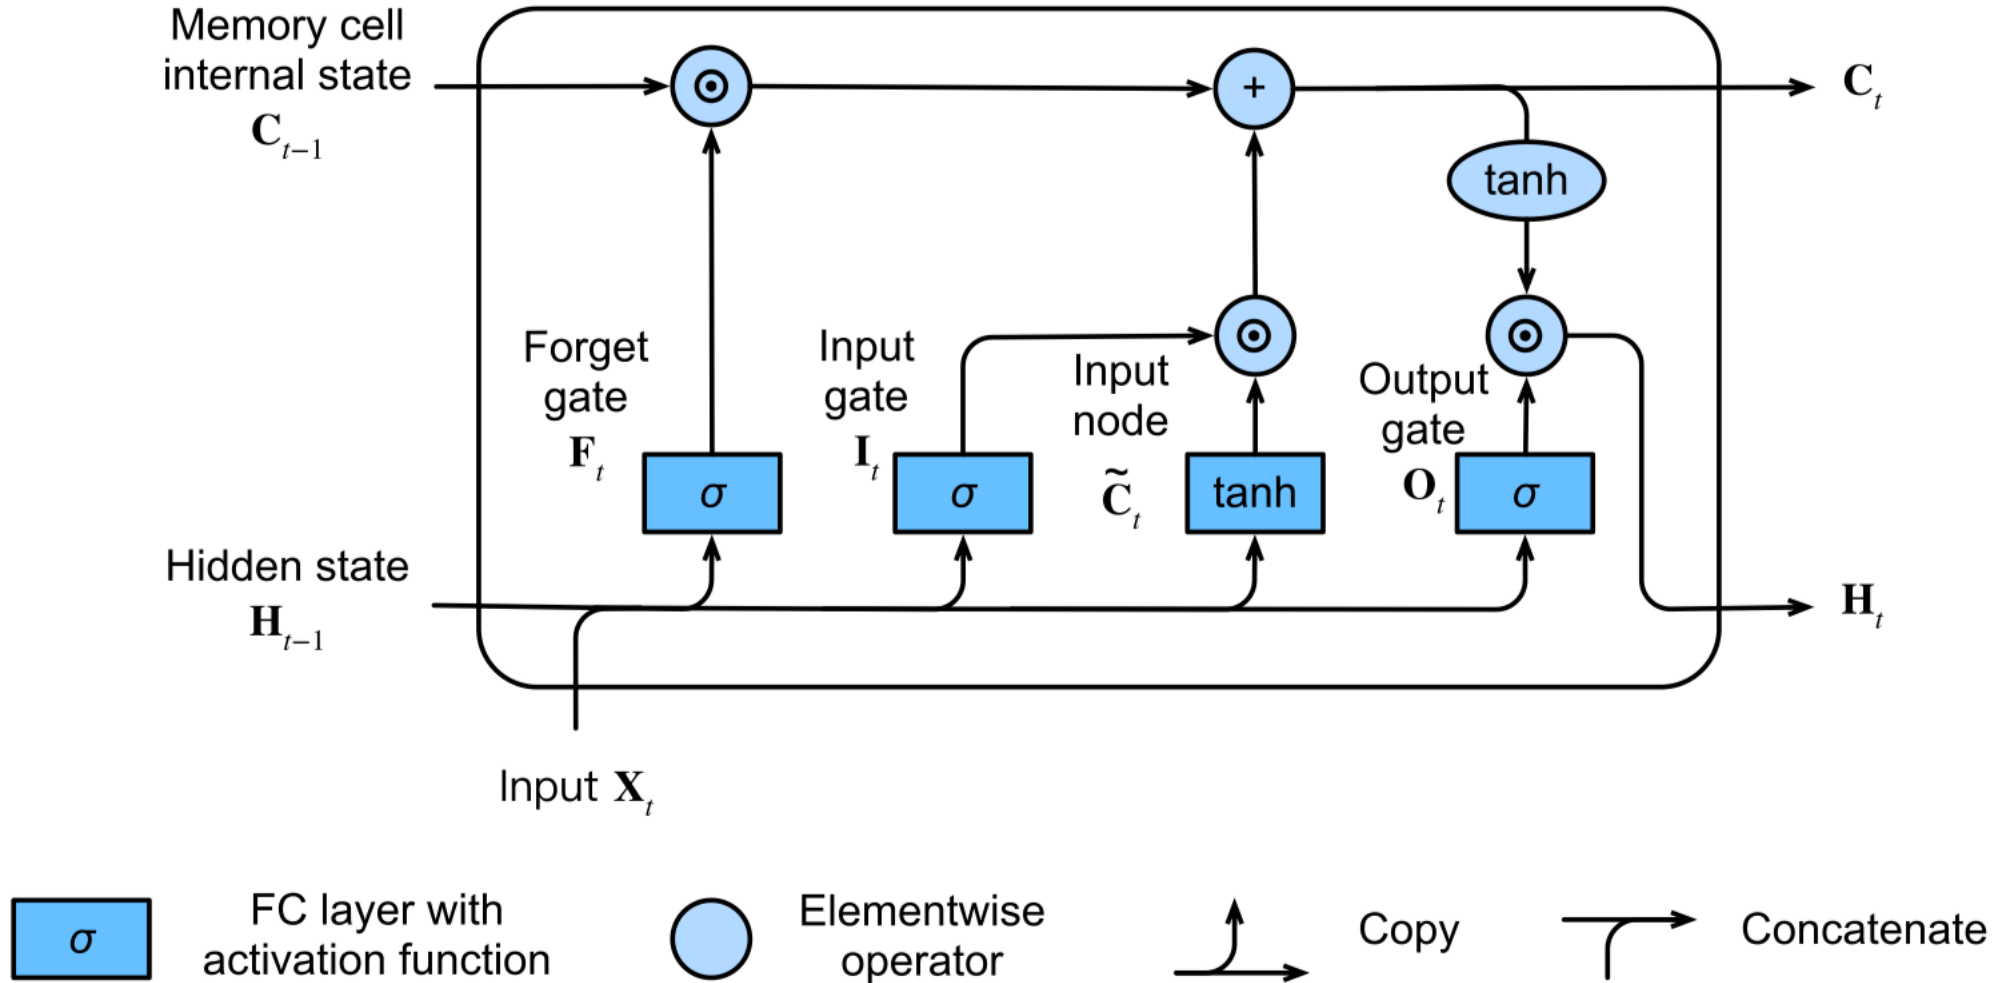 Memory cell
internal state
C_{t−1}
⊙
+
C_t
tanh
Forget
gate
F_t
Input
gate
I_t
⊙
Input
node
C̃_t
⊙
Output
gate
O_t
σ
σ
tanh
σ
Hidden state
H_{t−1}
H_t
Input X_t
σ
FC layer with
activation function
Elementwise
operator
Copy
Concatenate